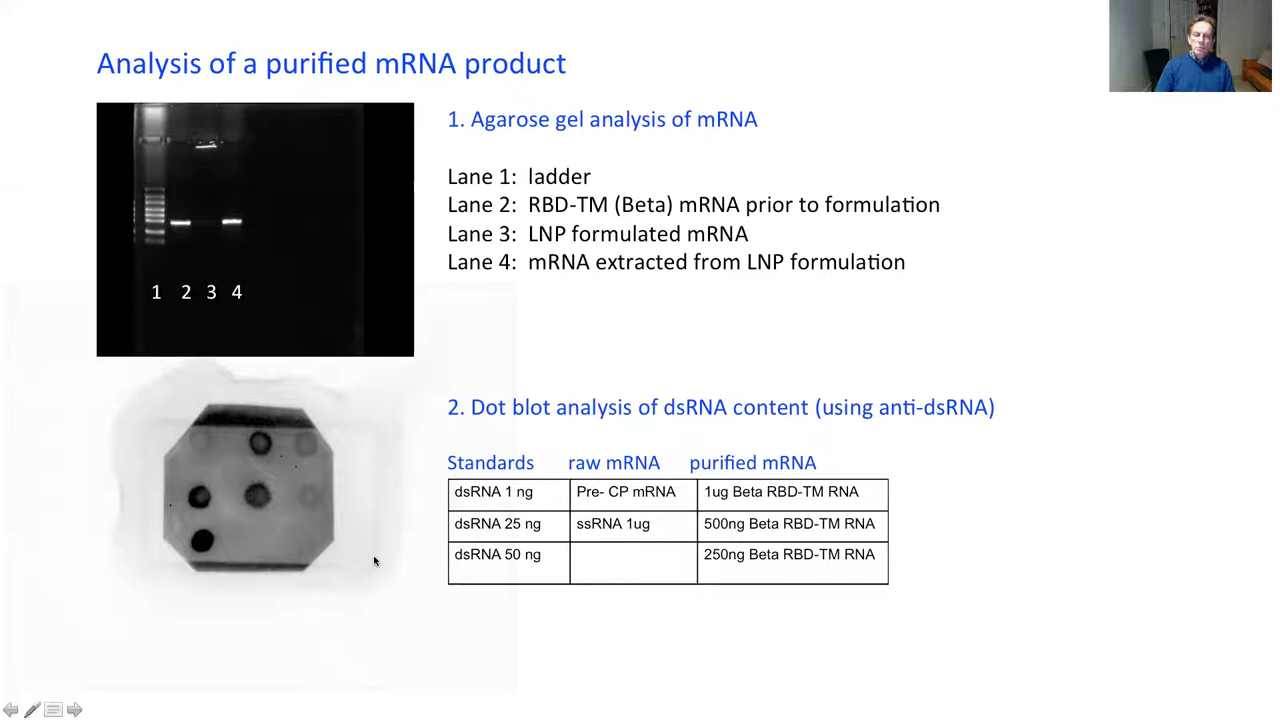 Analysis of a purified mRNA product
1 2 3 4
1. Agarose gel analysis of mRNA
Lane 1: ladder
Lane 2: RBD-TM (Beta) mRNA prior to formulation
Lane 3: LNP formulated mRNA
Lane 4: mRNA extracted from LNP formulation
2. Dot blot analysis of dsRNA content (using anti-dsRNA)
Standards raw mRNA purified mRNA
dsRNA 1 ng Pre- CP mRNA 1ug Beta RBD-TM RNA
dsRNA 25 ng ssRNA 1ug 500ng Beta RBD-TM RNA
dsRNA 50 ng 250ng Beta RBD-TM RNA